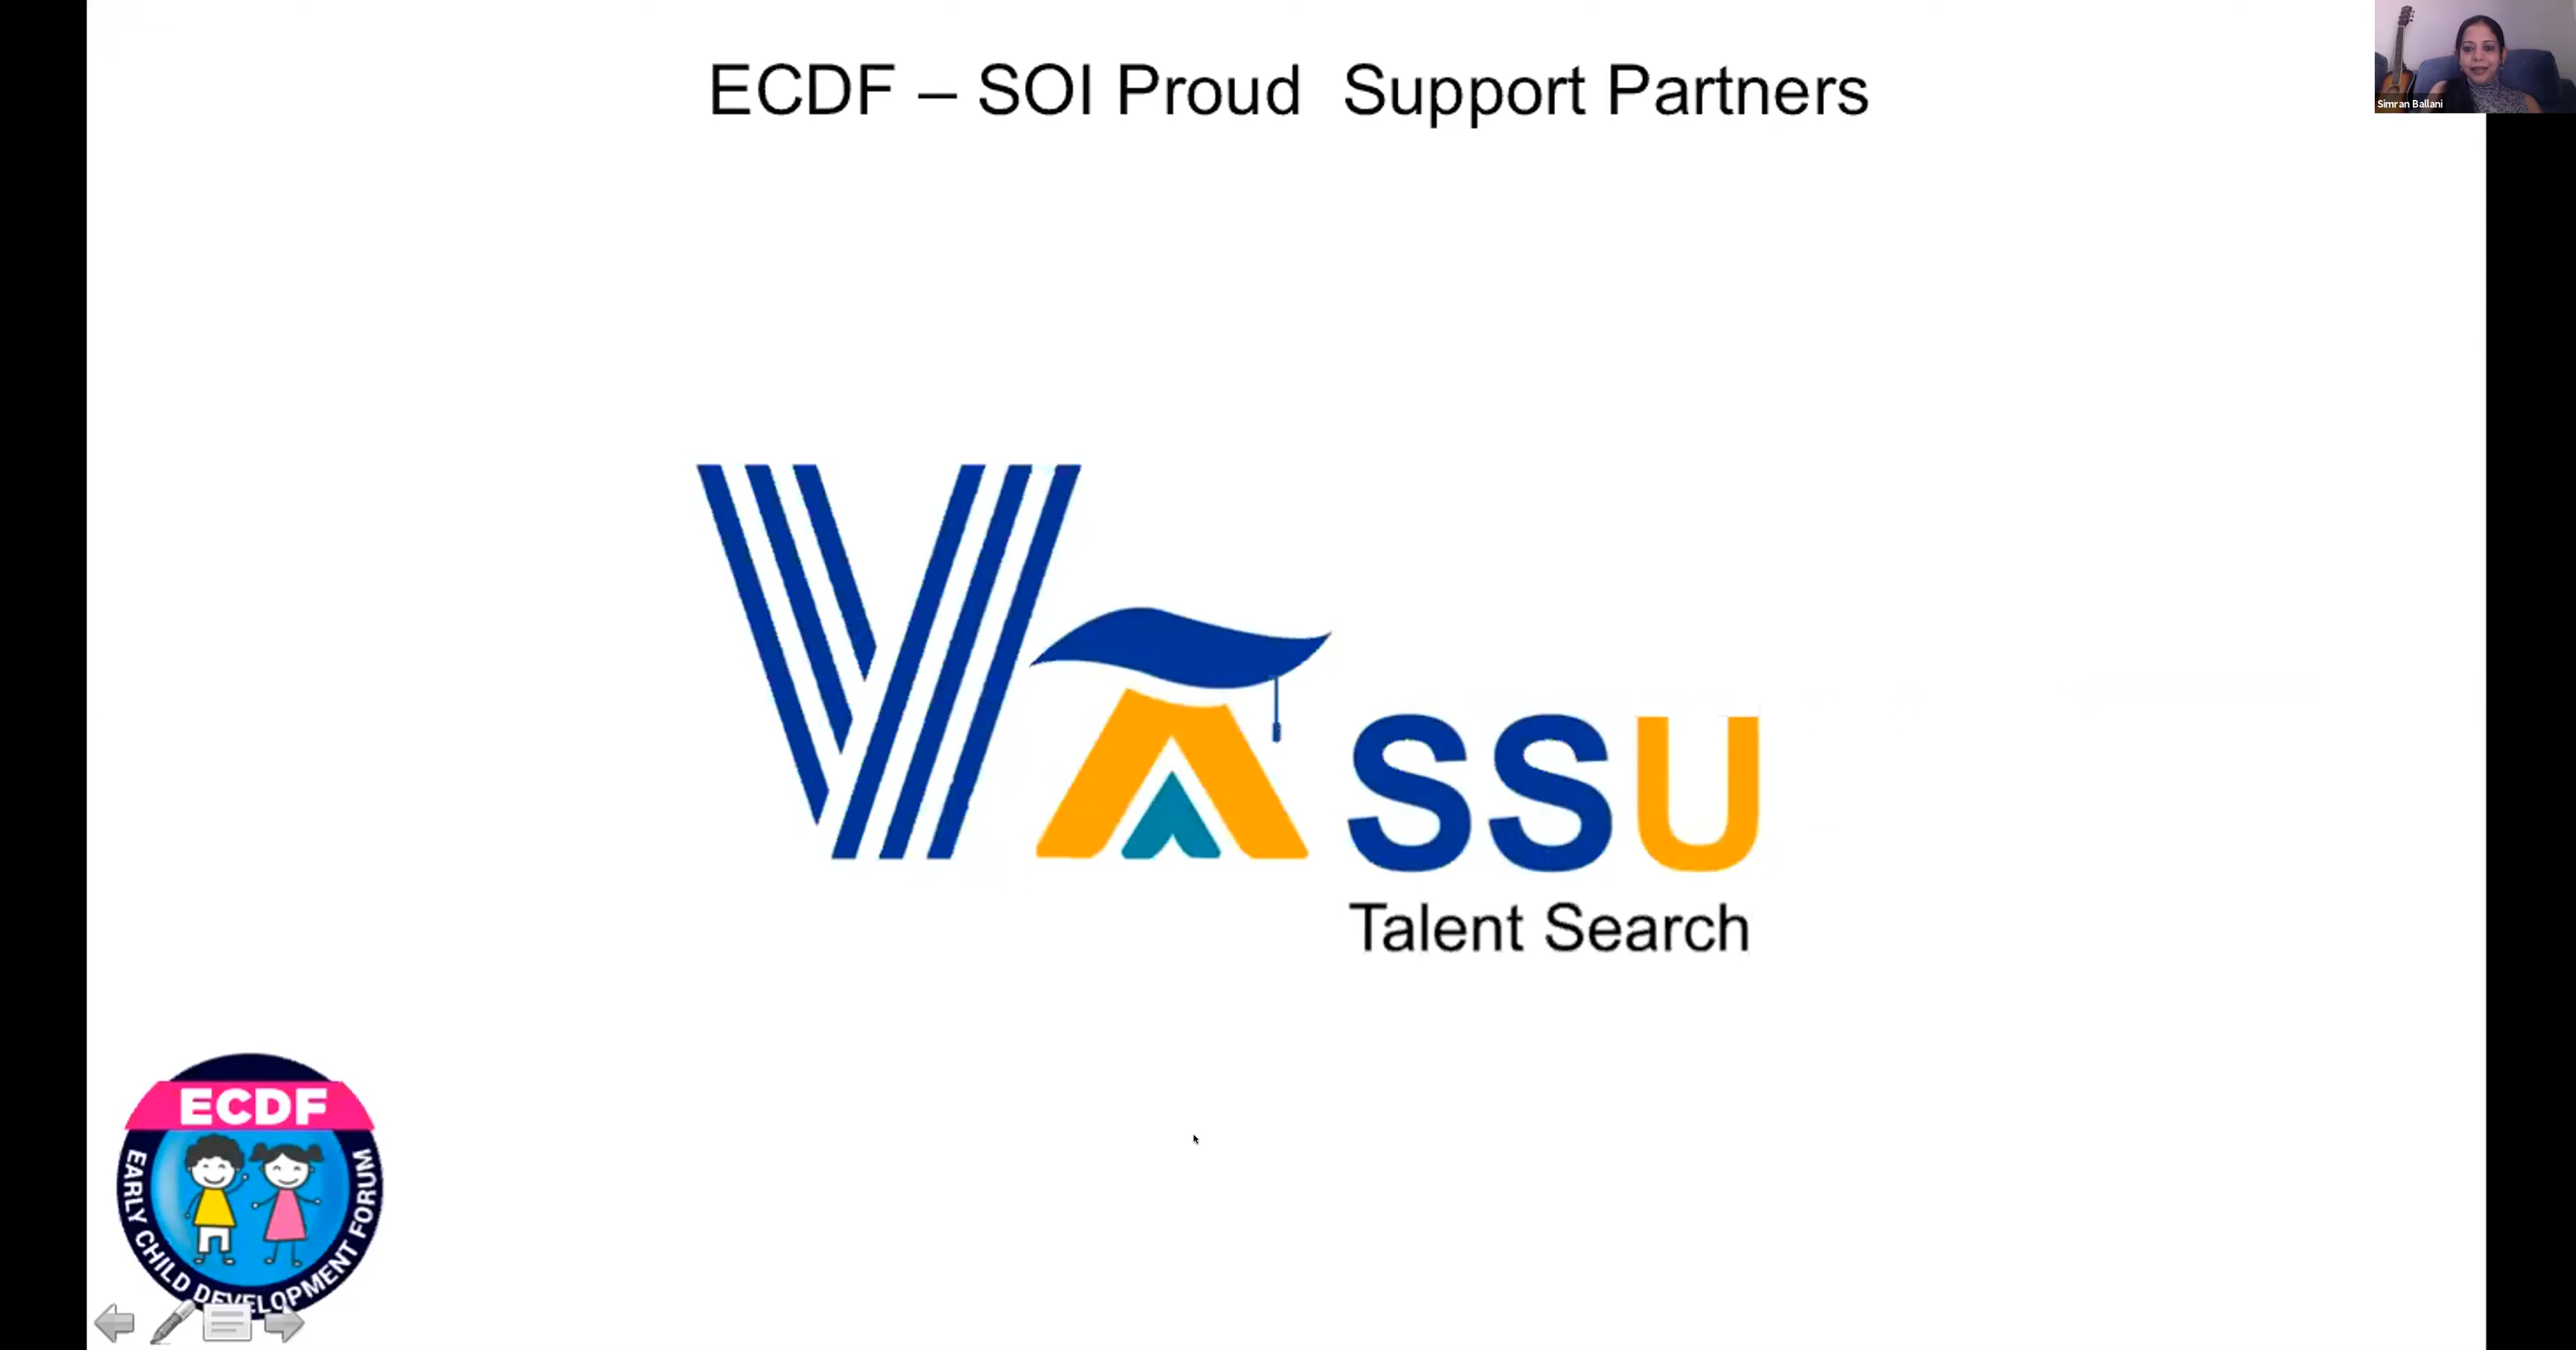 ECDF – SOI Proud  Support Partners
Simran Ballani
VASSU
Talent Search
ECDF
EARLY CHILD DEVELOPMENT FORUM